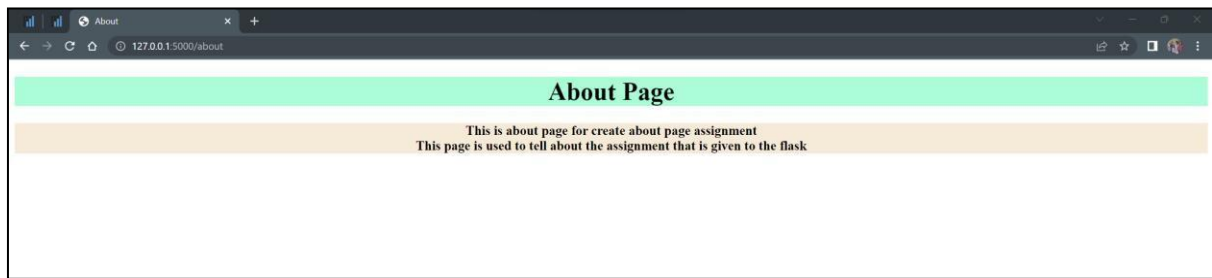 About
127.0.0.1:5000/about
About Page
This is about page for create about page assignment
This page is used to tell about the assignment that is given to the flask